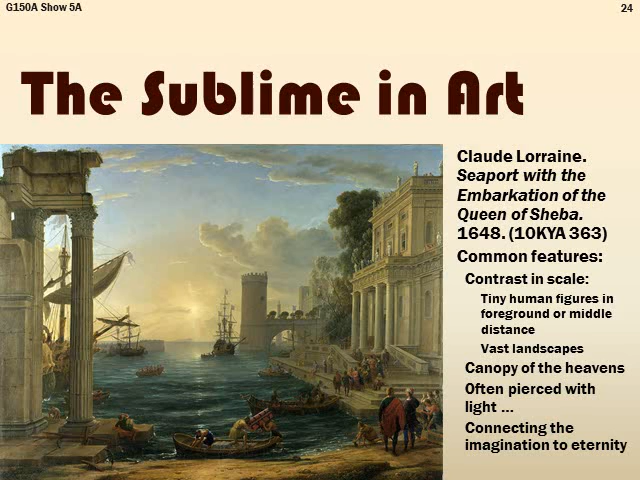 G150A Show 5A
24
The Sublime in Art
Claude Lorraine.
Seaport with the
Embarkation of the
Queen of Sheba.
1648. (10KYA 363)
Common features:
Contrast in scale:
Tiny human figures in
foreground or middle
distance
Vast landscapes
Canopy of the heavens
Often pierced with
light …
Connecting the
imagination to eternity